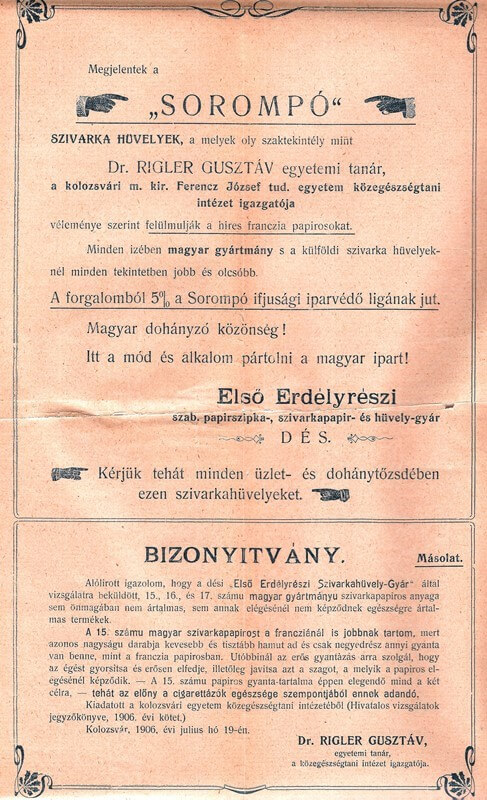 Megjelentek a
„SOROMPÓ"
SZIVARKA HÜVELYEK, a melyek oly szaktekintély mint
Dr. RIGLER GUSZTÁV egyetemi tanár,
a kolozsvári m. kir. Ferencz József tud. egyetem közegészségtani
intézet igazgatója
véleménye szerint felülmulják a hires franczia papirosokat.
Minden izében magyar gyártmány s a külföldi szivarka hüvelyek-
nél minden tekintetben jobb és olcsóbb.
A forgalomból 5% a Sorompó ifjusági iparvédő ligának jut.
Magyar dohányzó közönség!
Itt a mód és alkalom pártolni a magyar ipart!
Első Erdélyrészi
szab. papirszipka-, szivarkapapir- és hüvely-gyár
DÉS.
Kérjük tehát minden üzlet- és dohánytőzsdében
ezen szivarkahüvelyeket.
BIZONYITVÁNY.
Másolat.
Alólirott igazolom, hogy a dési „Első Erdélyrészi Szivarkahüvely-Gyár" által
vizsgálatra beküldött, 15., 16., és 17. számu magyar gyártmányu szivarkapapiros anyaga
sem önmagában nem ártalmas, sem annak elégésénél nem képződnek egészségre ártal-
mas termékek.
A 15. számu magyar szivarkapapirost a francziánál is jobbnak tartom, mert
azonos nagyságu darabja kevesebb és tisztább hamut ad és csak negyedrész annyi gyanta
van benne, mint a franczia papirosban. Utóbbinál az erős gyantázás arra szolgál, hogy
az égést gyorsitsa és erősen elfedje, illetőleg javitsa azt a szagot, a melyik a papiros el-
égésénél képződik. — A 15. számu papiros gyanta-tartalma éppen elegendő mind a két
célra, — tehát az előny a cigarettázók egészsége szempontjából ennek adandó.
Kiadatott a kolozsvári egyetem közegészségtani intézetéből (Hivatalos vizsgálatok
jegyzőkönyve, 1906. évi kötet.)
Kolozsvár, 1906. évi julius hó 19-én.
Dr. RIGLER GUSZTÁV,
egyetemi tanár,
a közegészségtani intézet igazgatója.